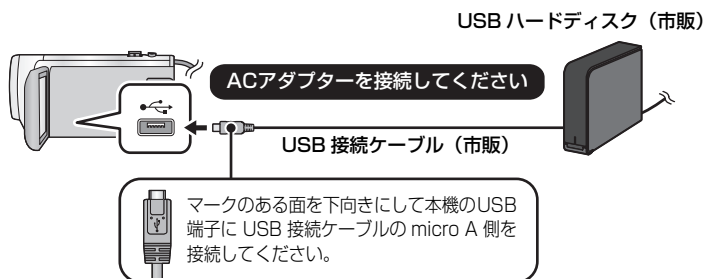 USB ハードディスク（市販）
ACアダプターを接続してください
USB 接続ケーブル（市販）
マークのある面を下向きにして本機のUSB
端子に USB 接続ケーブルの micro A 側を
接続してください。